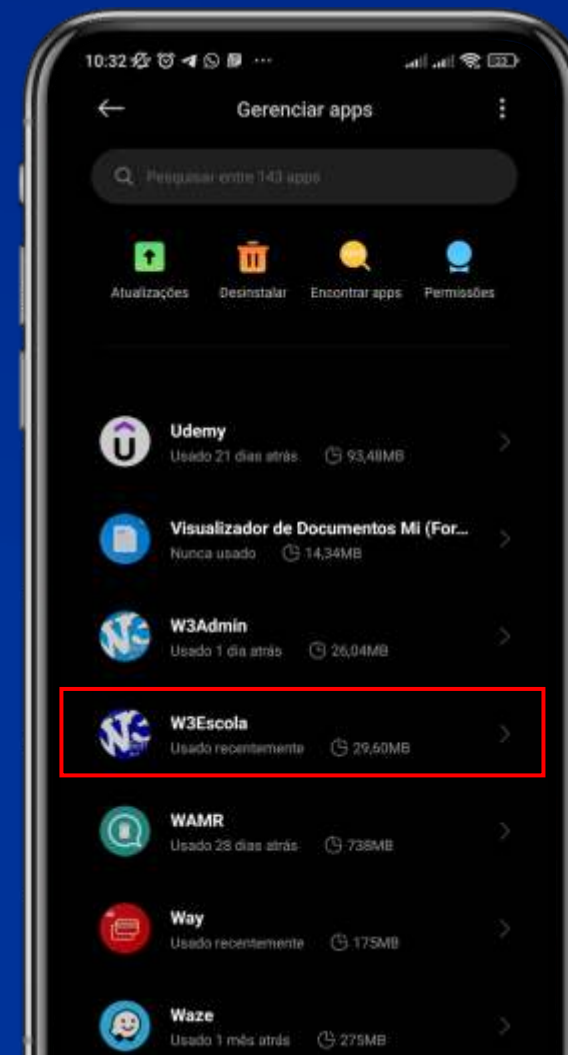 10:32
Gerenciar apps
Pesquisar entre 143 apps
Atualizações Desinstalar Encontrar apps Permissões
Udemy
Usado 21 dias atrás 93,48MB
Visualizador de Documentos Mi (For...
Nunca usado 14,34MB
W3Admin
Usado 1 dia atrás 26,04MB
W3Escola
Usado recentemente 29,60MB
WAMR
Usado 28 dias atrás 738MB
Way
Usado recentemente 175MB
Waze
Usado 1 mês atrás 275MB